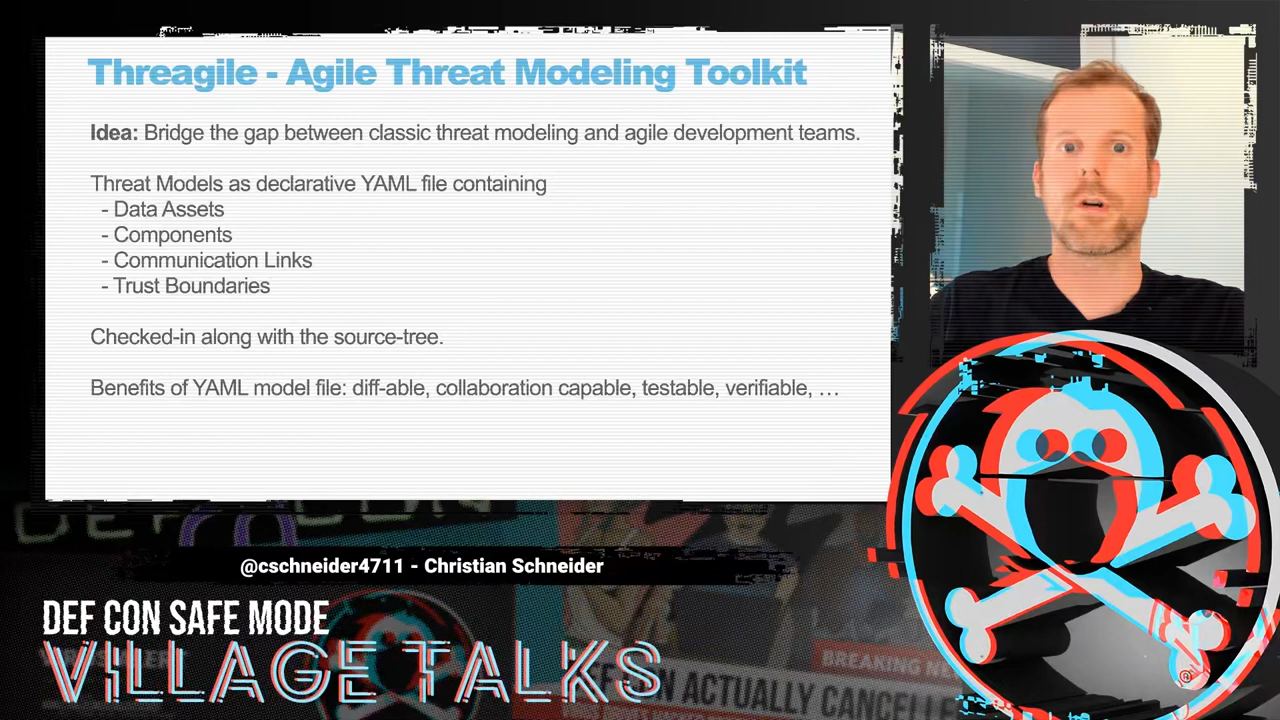 Threagile - Agile Threat Modeling Toolkit
Idea: Bridge the gap between classic threat modeling and agile development teams.
Threat Models as declarative YAML file containing
- Data Assets
- Components
- Communication Links
- Trust Boundaries
Checked-in along with the source-tree.
Benefits of YAML model file: diff-able, collaboration capable, testable, verifiable, …
DEF CON
@cschneider4711 - Christian Schneider
DEF CON SAFE MODE
VILLAGE TALKS
BREAKING
ACTUALLY
®